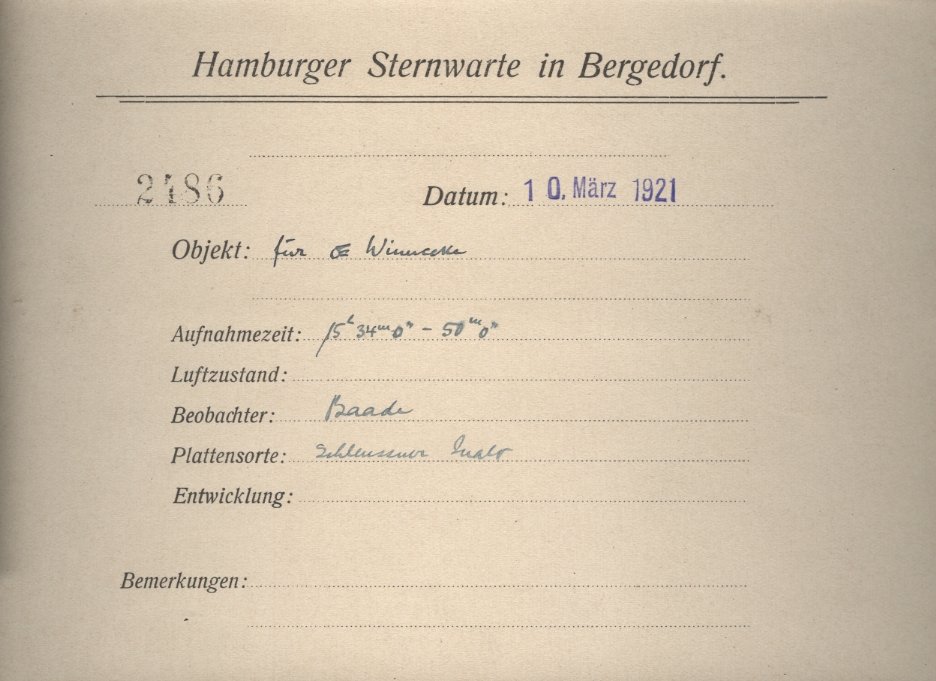 Hamburger Sternwarte in Bergedorf.
2486
Datum: 10. März 1921
Objekt: für Winnecke
Aufnahmezeit: 15h 34m 0s - 50m 0s
Luftzustand:
Beobachter: Baade
Plattensorte: Schleussner
Entwicklung:
Bemerkungen: